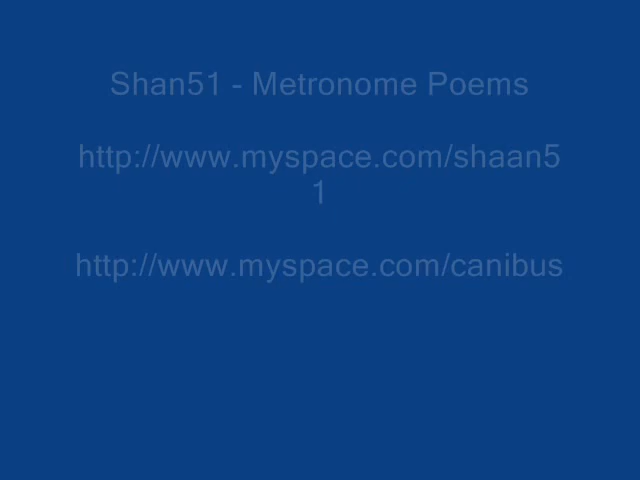 Shan51 - Metronome Poems
http://www.myspace.com/shaan5
1
http://www.myspace.com/canibus